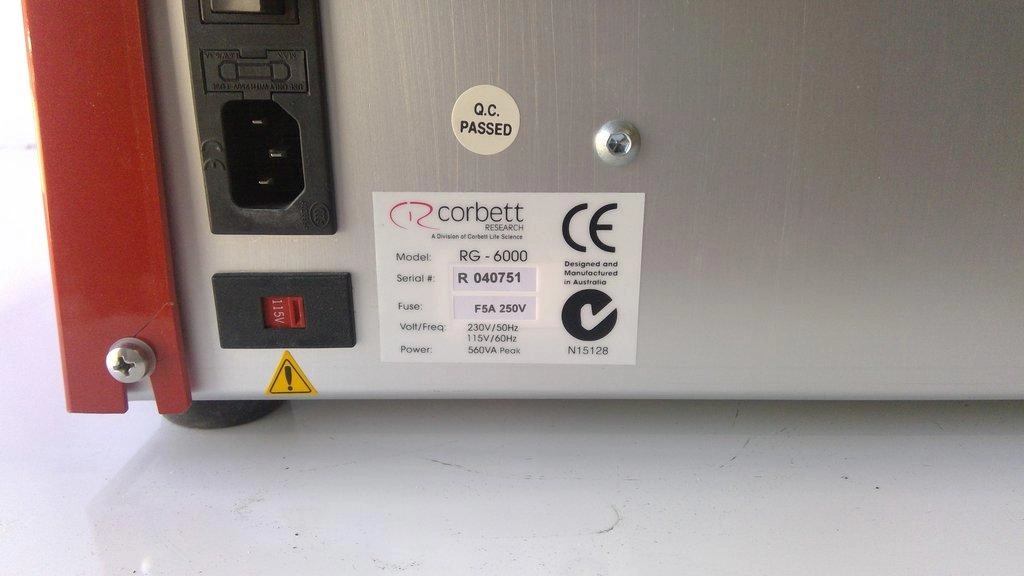 Q.C.
PASSED
corbett
RESEARCH
A Division of Corbett Life Science
Model: RG - 6000
Serial #: R 040751
Fuse: F5A 250V
Volt/Freq: 230V/50Hz
115V/60Hz
Power: 560VA Peak
CE
Designed and
Manufactured
in Australia
N15128
115V